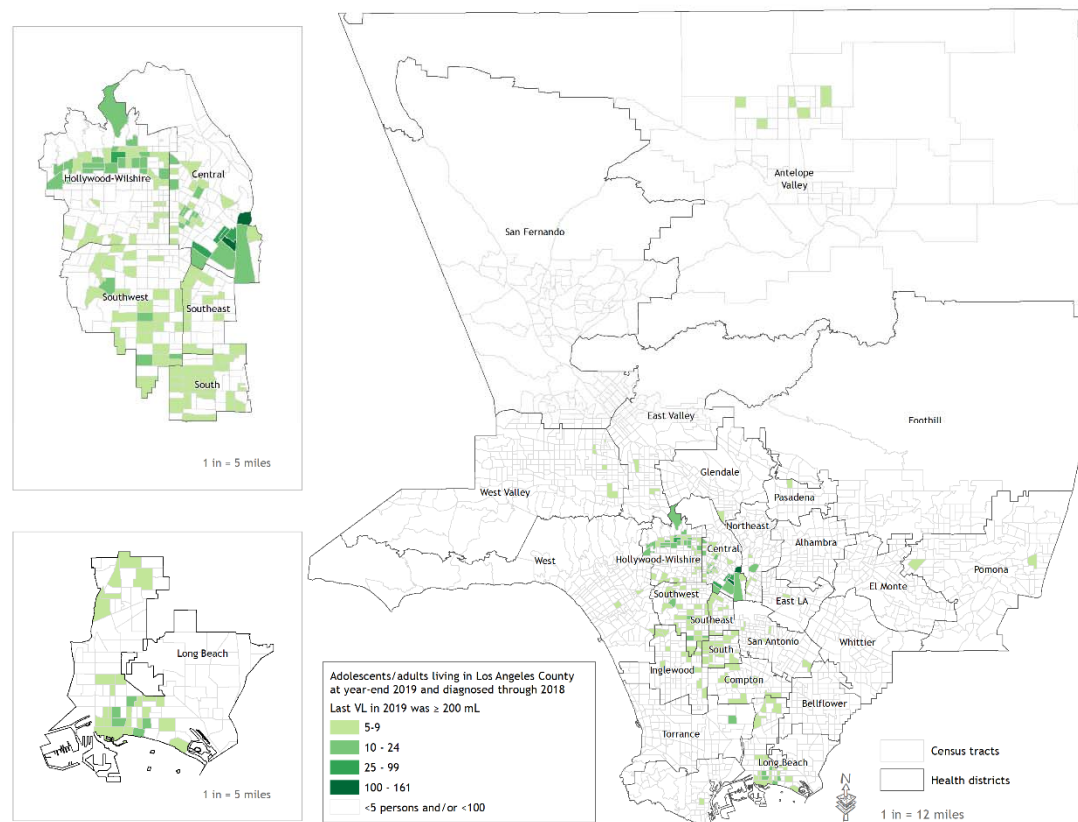 Central
Hollywood-Wilshire
Southwest
Southeast
South
1 in = 5 miles
Long Beach
1 in = 5 miles
Antelope
Valley
San Fernando
East Valley
Foothill
Glendale
West Valley
Pasadena
Northeast
Alhambra
West
Hollywood-Wilshire
Central
El Monte
Pomona
Southwest
East LA
Southeast
San Antonio
Whittier
South
Inglewood
Compton
Bellflower
Torrance
Long Beach
Adolescents/adults living in Los Angeles County
at year-end 2019 and diagnosed through 2018
Last VL in 2019 was ≥ 200 mL
5-9
10 - 24
25 - 99
100 - 161
<5 persons and/or <100
Census tracts
Health districts
N
1 in = 12 miles